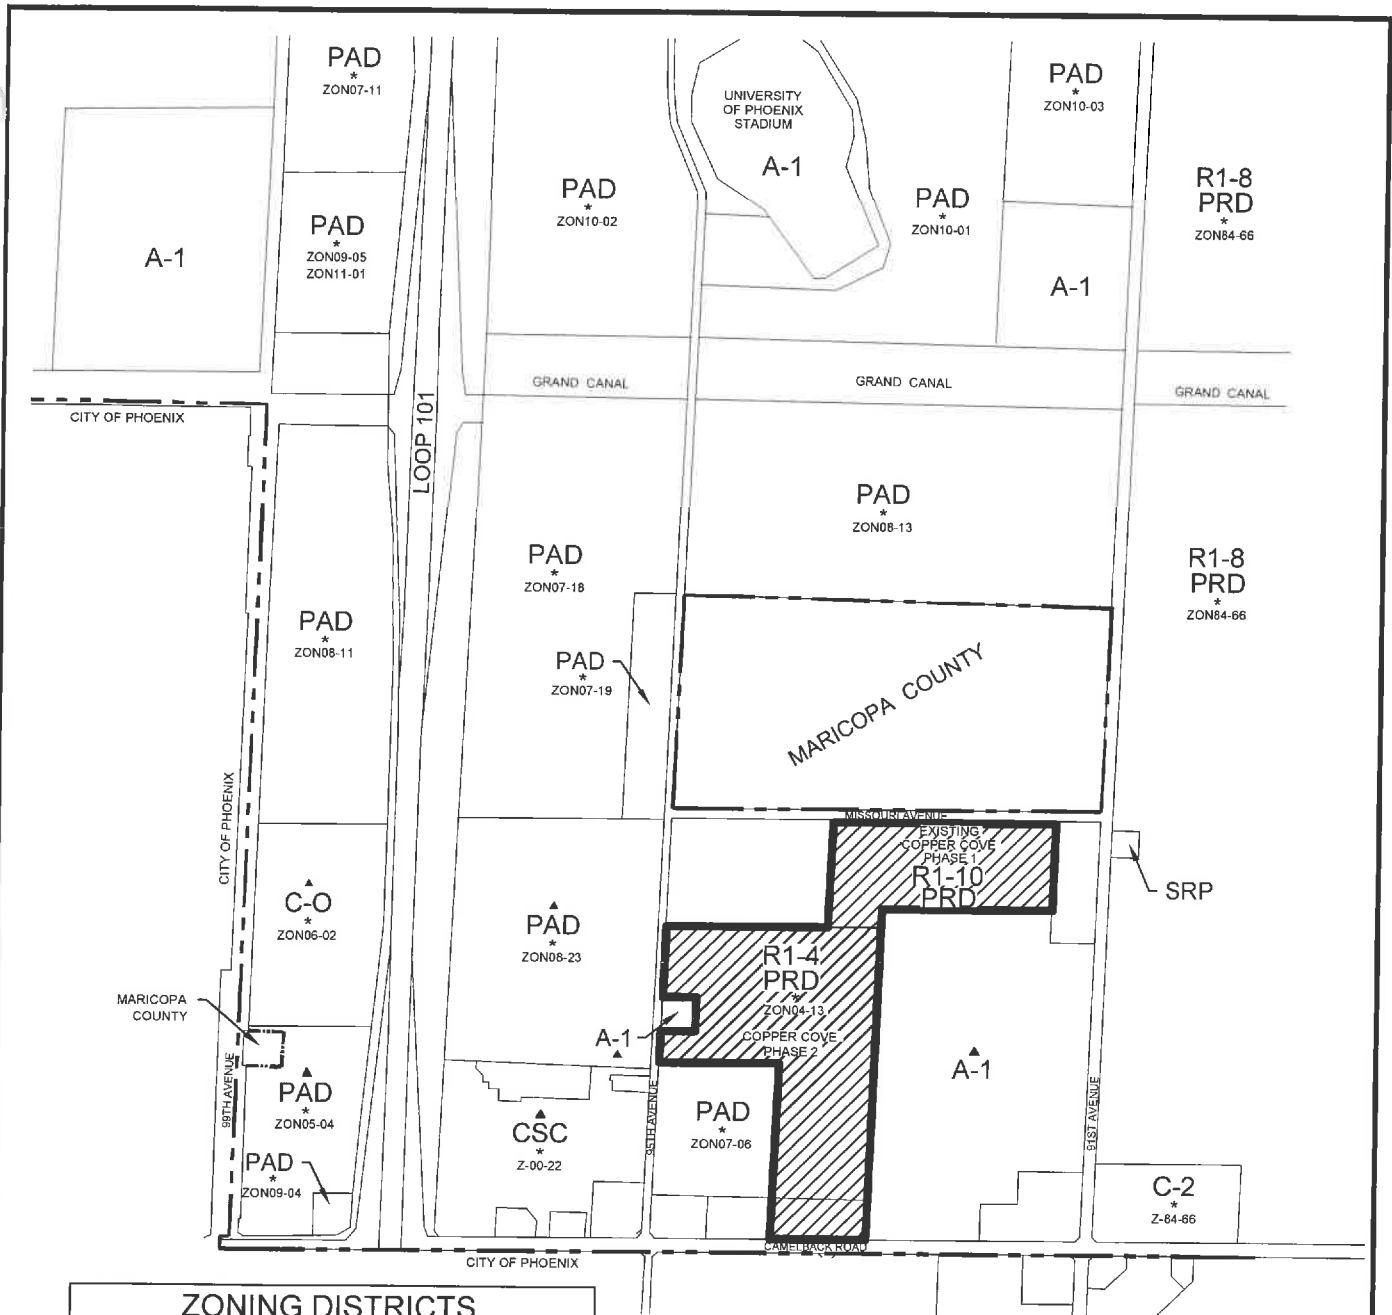 PAD
*
ZON07-11
UNIVERSITY
OF PHOENIX
STADIUM
A-1
PAD
*
ZON10-03
PAD
*
ZON10-02
PAD
*
ZON10-01
R1-8
PRD
*
ZON84-66
A-1
PAD
*
ZON09-05
ZON11-01
A-1
GRAND CANAL
GRAND CANAL
GRAND CANAL
CITY OF PHOENIX
LOOP 101
PAD
*
ZON08-13
PAD
*
ZON07-18
R1-8
PRD
*
ZON84-66
PAD
*
ZON08-11
PAD
*
ZON07-19
MARICOPA COUNTY
CITY OF PHOENIX
MISSOURI AVENUE
EXISTING
COPPER COVE
PHASE 1
R1-10
PRD
SRP
C-O
*
ZON06-02
PAD
*
ZON08-23
R1-4
PRD
*
ZON04-13
COPPER COVE
PHASE 2
MARICOPA
COUNTY
A-1
A-1
99TH AVENUE
PAD
*
ZON05-04
95TH AVENUE
PAD
*
ZON07-06
91ST AVENUE
CSC
*
Z-00-22
PAD
*
ZON09-04
C-2
*
Z-84-66
CAMELBACK ROAD
CITY OF PHOENIX
ZONING DISTRICTS